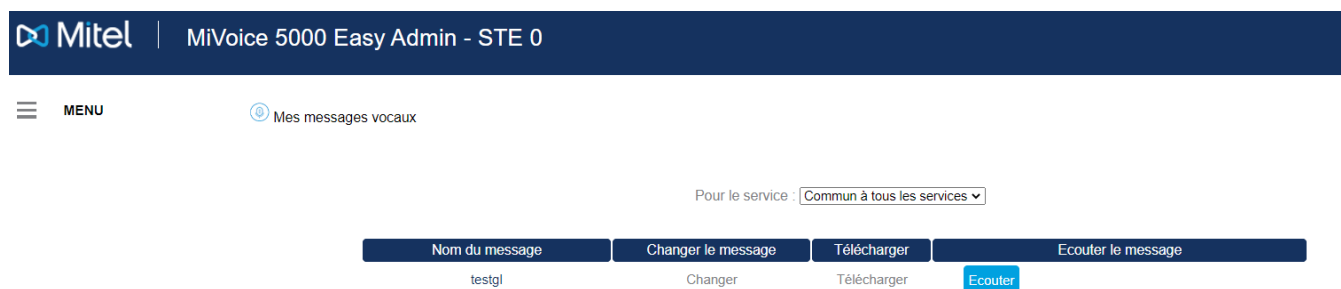 Mitel MiVoice 5000 Easy Admin - STE 0
MENU Mes messages vocaux
Pour le service : Commun à tous les services
Nom du message Changer le message Télécharger Ecouter le message
testgl Changer Télécharger Ecouter